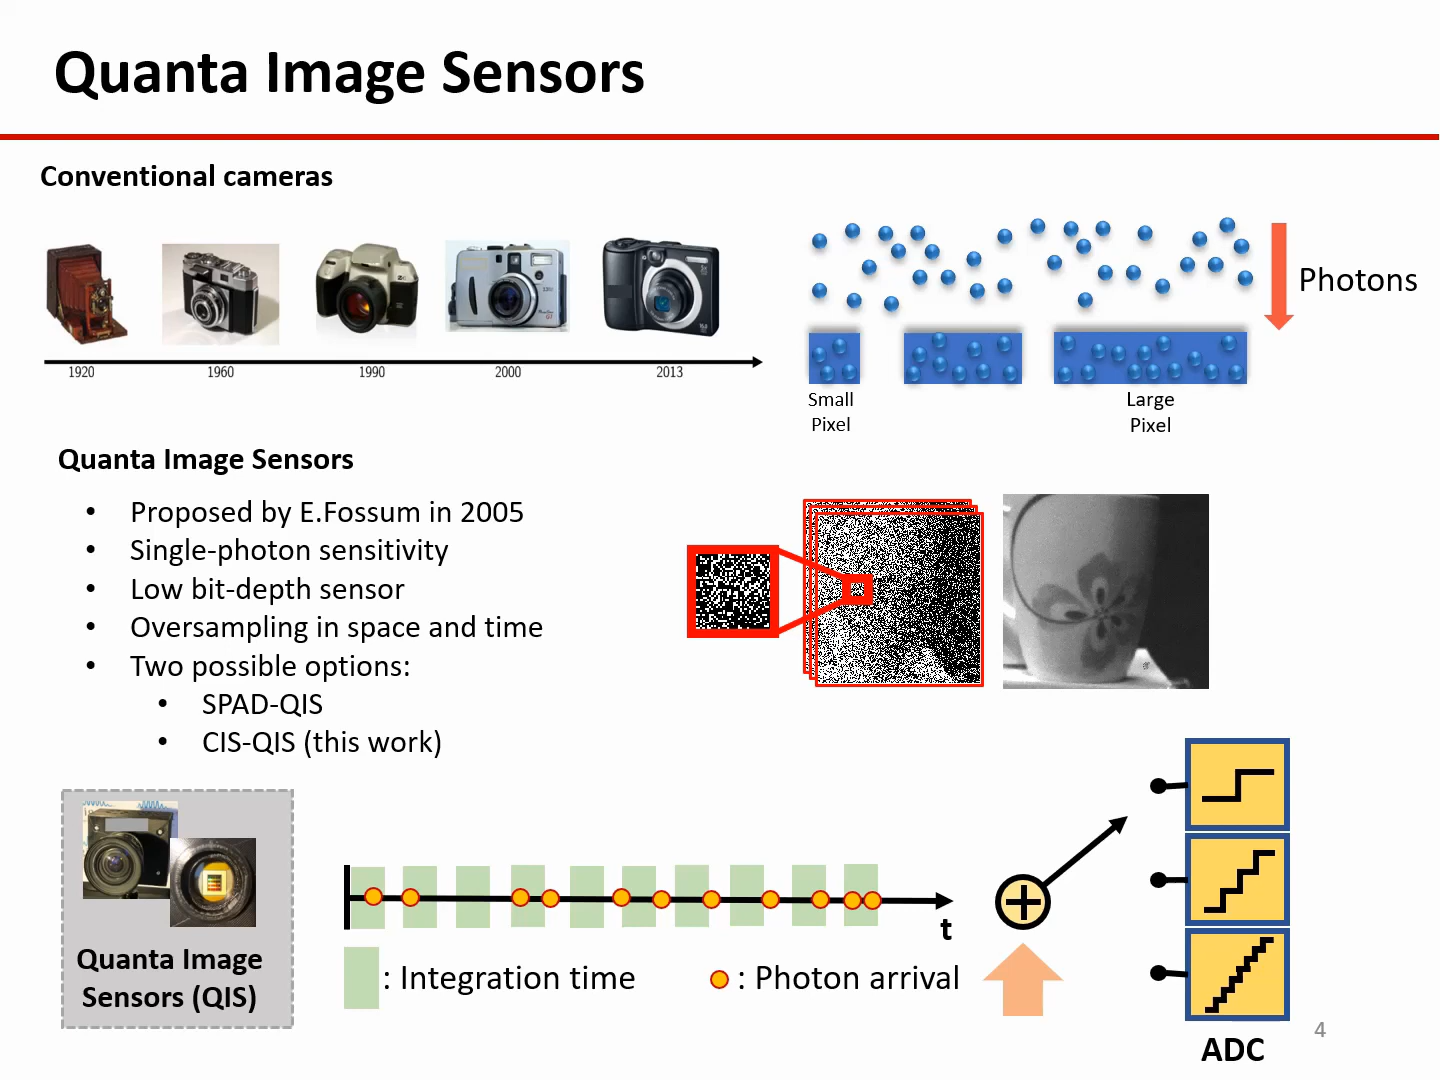 Quanta Image Sensors
Conventional cameras
1920
1960
1990
2000
2013
Photons
Small
Pixel
Large
Pixel
Quanta Image Sensors
• Proposed by E.Fossum in 2005
• Single-photon sensitivity
• Low bit-depth sensor
• Oversampling in space and time
• Two possible options:
• SPAD-QIS
• CIS-QIS (this work)
Quanta Image
Sensors (QIS)
t
: Integration time
: Photon arrival
ADC
4